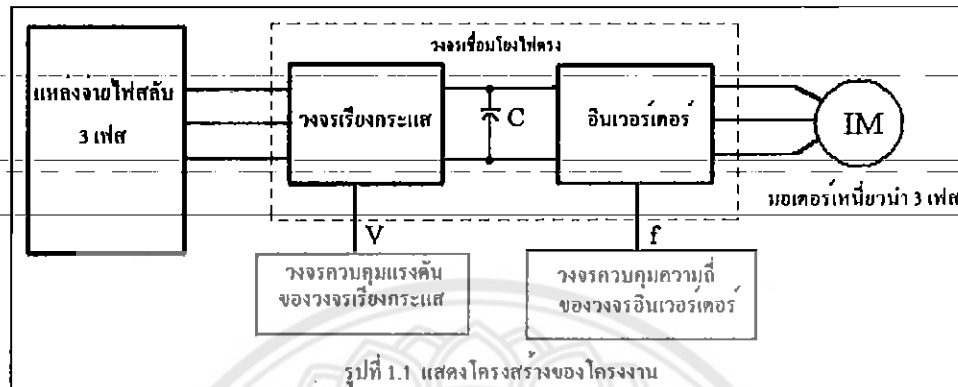 วงจรเชื่อมโยงไฟตรง
แหล่งจ่ายไฟสลับ
3 เฟส
วงจรเรียงกระแส
C
อินเวอร์เตอร์
IM
มอเตอร์เหนี่ยวนำ 3 เฟส
V
f
วงจรควบคุมแรงดัน
ของวงจรเรียงกระแส
วงจรควบคุมความถี่
ของวงจรอินเวอร์เตอร์
รูปที่ 1.1 แสดงโครงสร้างของโครงงาน